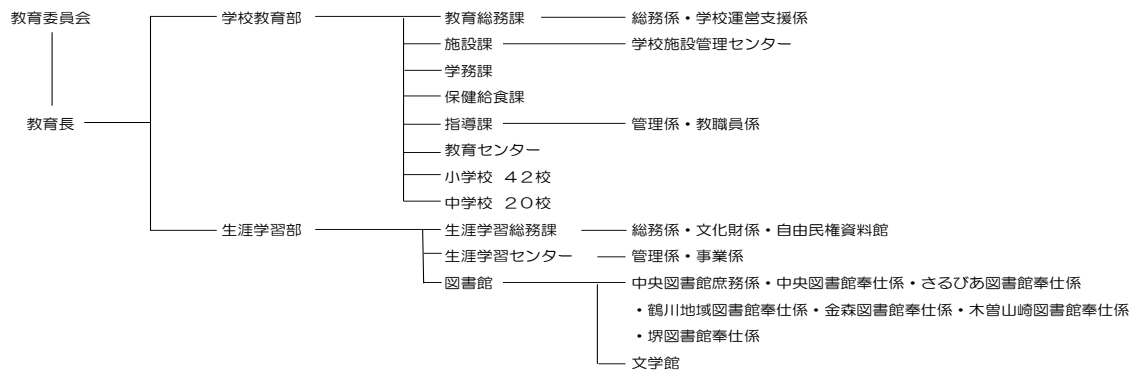 教育委員会 学校教育部 教育総務課 総務係・学校運営支援係
施設課 学校施設管理センター
学務課
保健給食課
教育長 指導課 管理係・教職員係
教育センター
小学校 42校
中学校 20校
生涯学習部 生涯学習総務課 総務係・文化財係・自由民権資料館
生涯学習センター 管理係・事業係
図書館 中央図書館庶務係・中央図書館奉仕係・さるびあ図書館奉仕係
・鶴川地域図書館奉仕係・金森図書館奉仕係・木曽山崎図書館奉仕係
・堺図書館奉仕係
文学館